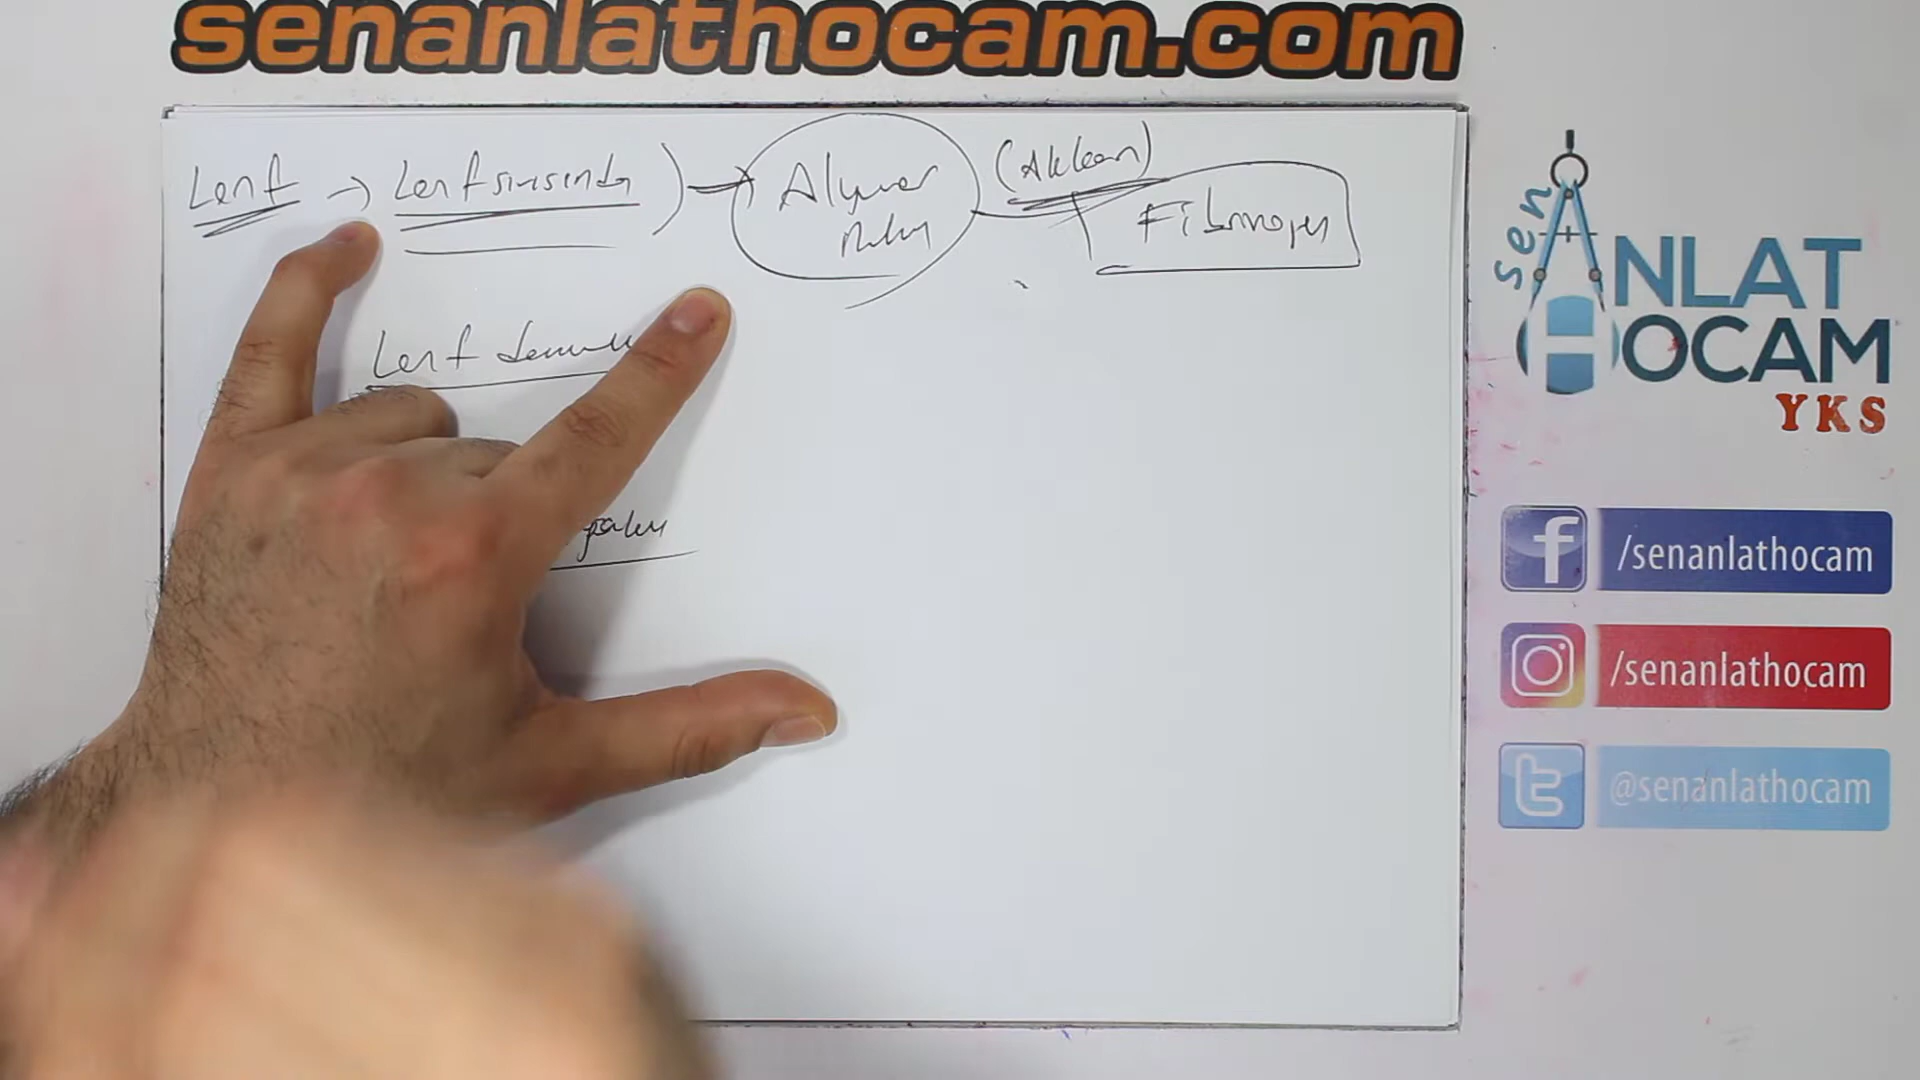 senanlathocam.com
Lenf → Lenf sıvısında) → Alyuvar (Akkan) Fibrinojen
Lenf
sen
ANLAT
HOCAM
YKS
/senanlathocam
/senanlathocam
@senanlathocam